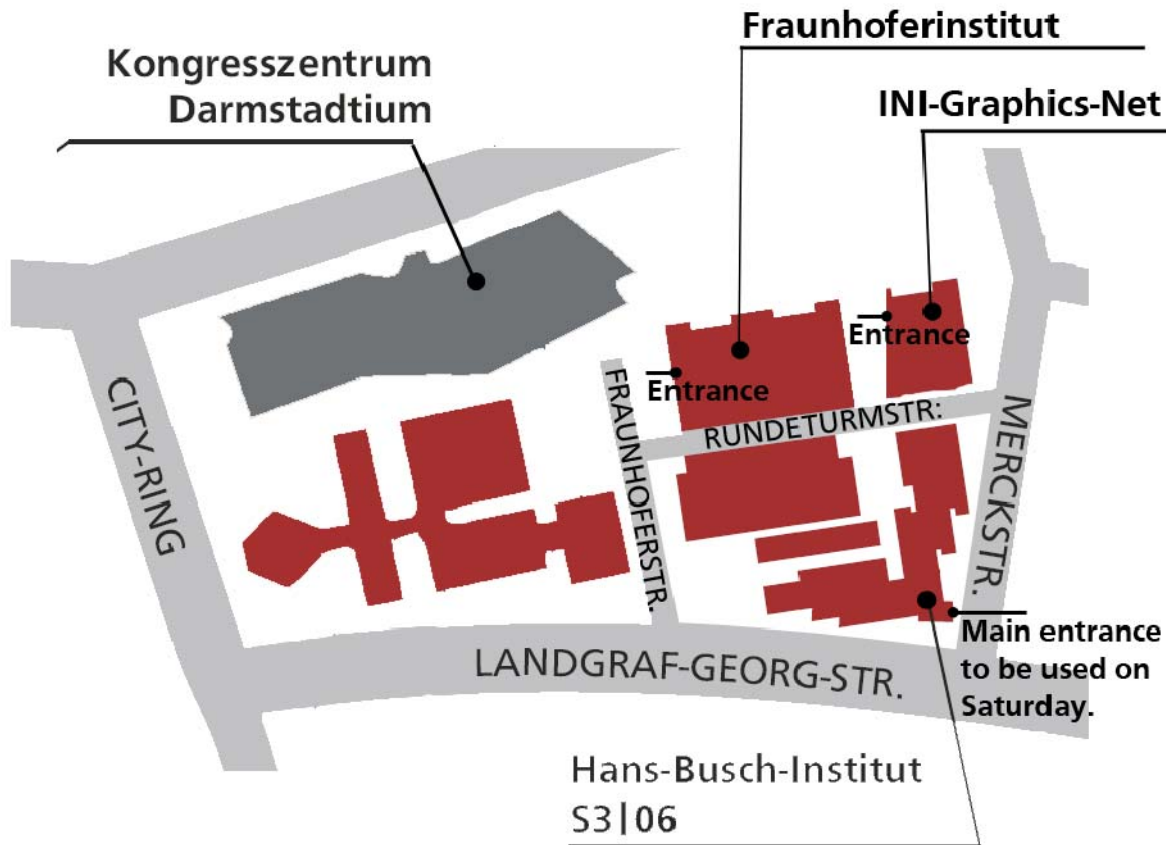 Fraunhoferinstitut
Kongresszentrum
Darmstadtium
INI-Graphics-Net
Entrance
Entrance
CITY-RING
FRAUNHOFERSTR.
RUNDETURMSTR:
MERCKSTR.
Main entrance
to be used on
Saturday.
LANDGRAF-GEORG-STR.
Hans-Busch-Institut
S3|06